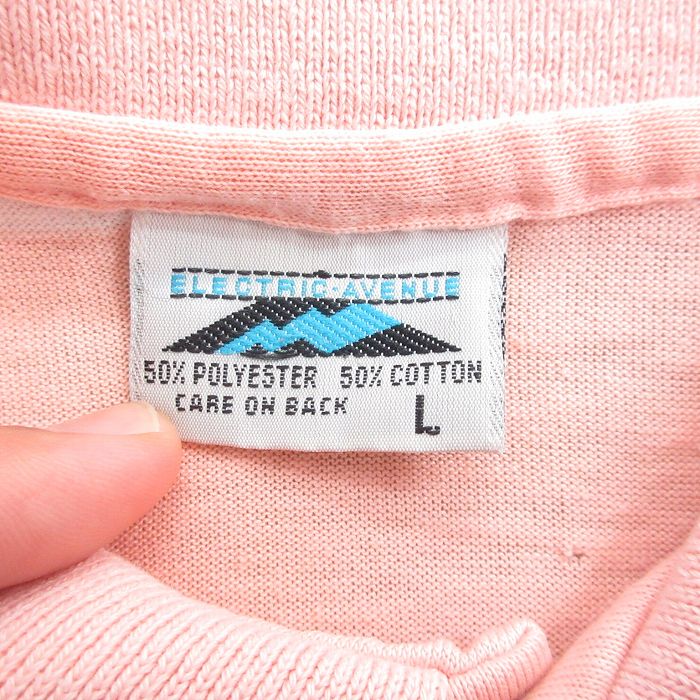 ELECTRIC-AVENUE
50% POLYESTER 50% COTTON
CARE ON BACK L